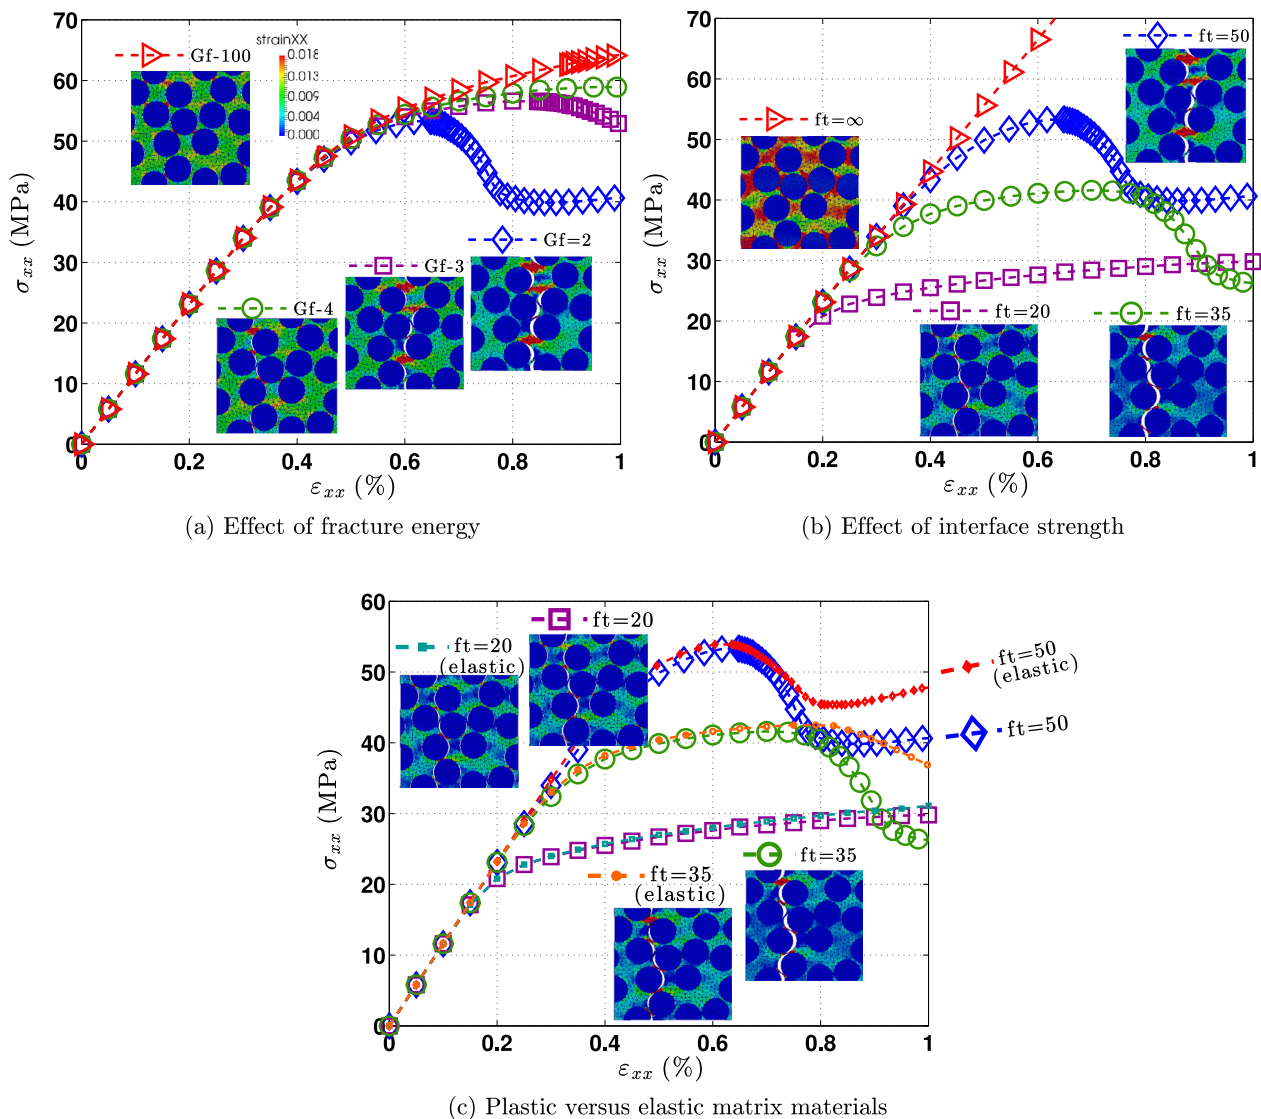 70
60
50
40
30
20
10
0
σxx (MPa)
Gf-100
strainXX
0.018
0.013
0.009
0.004
0.000
Gf=2
Gf-3
Gf-4
0
0.2
0.4
0.6
0.8
1
εxx (%)
(a) Effect of fracture energy
70
60
50
40
30
20
10
0
σxx (MPa)
ft=50
ft=∞
ft=20
ft=35
0
0.2
0.4
0.6
0.8
1
εxx (%)
(b) Effect of interface strength
60
50
40
30
20
10
0
σxx (MPa)
ft=20
ft=20
(elastic)
ft=50
(elastic)
ft=50
ft=35
ft=35
(elastic)
0
0.2
0.4
0.6
0.8
1
εxx (%)
(c) Plastic versus elastic matrix materials